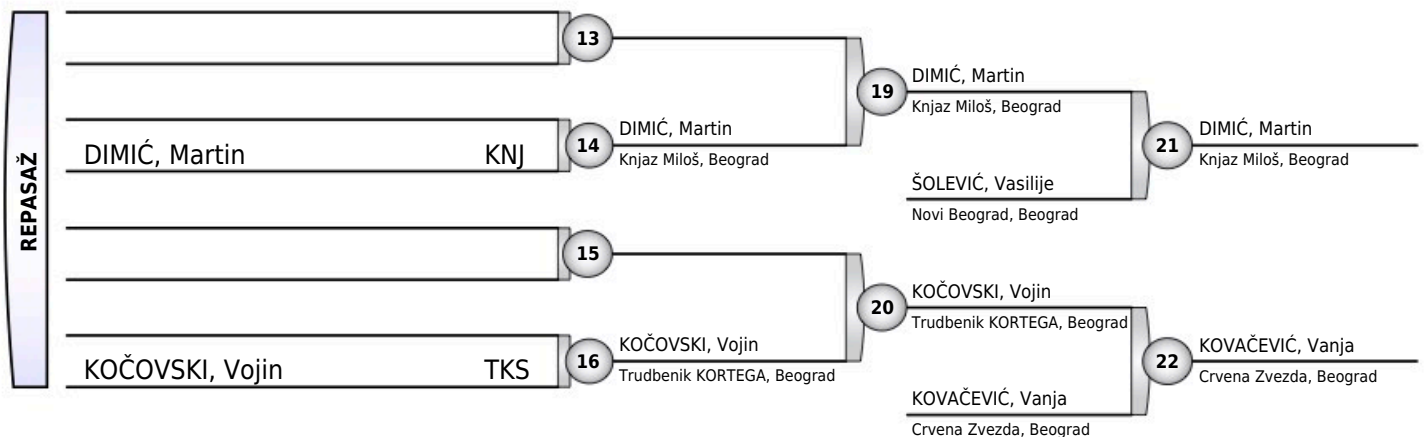 REPASAŽ
13
DIMIĆ, Martin KNJ
14
DIMIĆ, Martin
Knjaz Miloš, Beograd
19
DIMIĆ, Martin
Knjaz Miloš, Beograd
ŠOLEVIĆ, Vasilije
Novi Beograd, Beograd
21
DIMIĆ, Martin
Knjaz Miloš, Beograd
15
KOČOVSKI, Vojin TKS
16
KOČOVSKI, Vojin
Trudbenik KORTEGA, Beograd
20
KOČOVSKI, Vojin
Trudbenik KORTEGA, Beograd
KOVAČEVIĆ, Vanja
Crvena Zvezda, Beograd
22
KOVAČEVIĆ, Vanja
Crvena Zvezda, Beograd